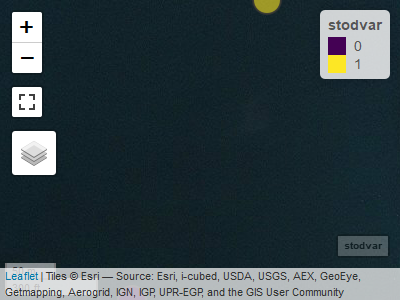 +
stodvar
0
1
−
stodvar
Leaflet | Tiles © Esri — Source: Esri, i-cubed, USDA, USGS, AEX, GeoEye,
Getmapping, Aerogrid, IGN, IGP, UPR-EGP, and the GIS User Community